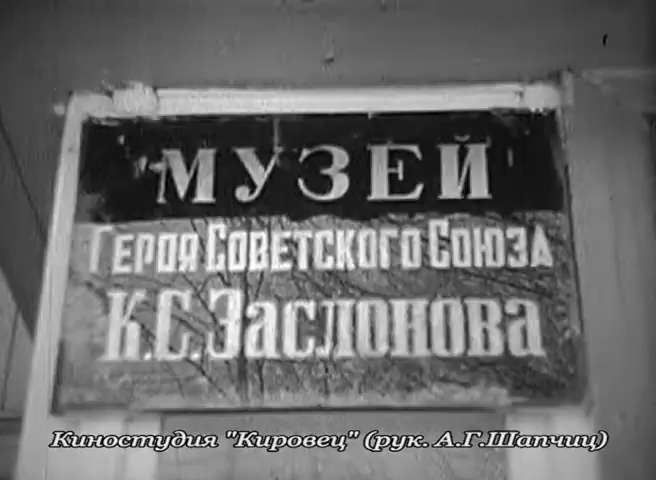 МУЗЕЙ
ГЕРОЯ СОВЕТСКОГО СОЮЗА
К.С.ЗАСЛОНОВА
Киностудия "Кировец" (рук. А.Г.Шапчиц)